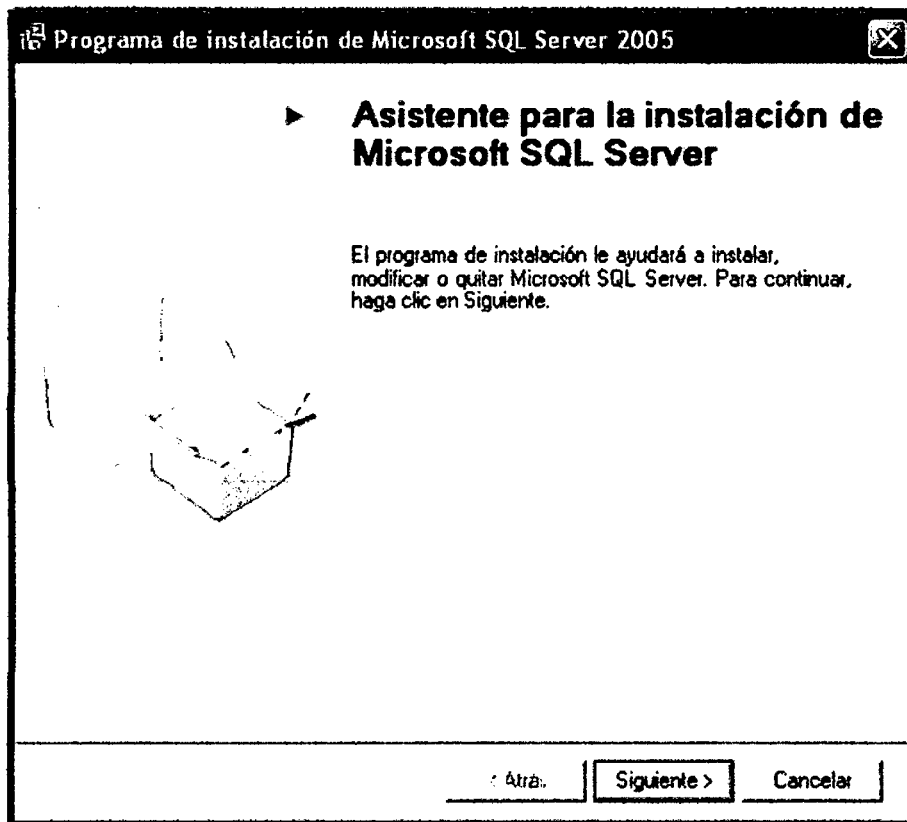 Programa de instalación de Microsoft SQL Server 2005
Asistente para la instalación de
Microsoft SQL Server
El programa de instalación le ayudará a instalar,
modificar o quitar Microsoft SQL Server. Para continuar,
haga clic en Siguiente.
< Atrás
Siguiente >
Cancelar